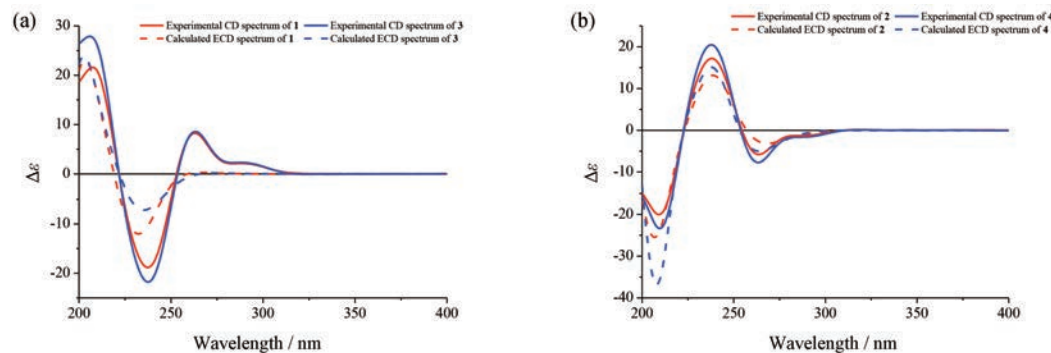 (a)
Experimental CD spectrum of 1 Experimental CD spectrum of 3
Calculated ECD spectrum of 1 Calculated ECD spectrum of 3
30
20
10
0
-10
-20
Δε
200 250 300 350 400
Wavelength / nm
(b)
Experimental CD spectrum of 2 Experimental CD spectrum of 4
Calculated ECD spectrum of 2 Calculated ECD spectrum of 4
20
10
0
-10
-20
-30
-40
Δε
200 250 300 350 400
Wavelength / nm